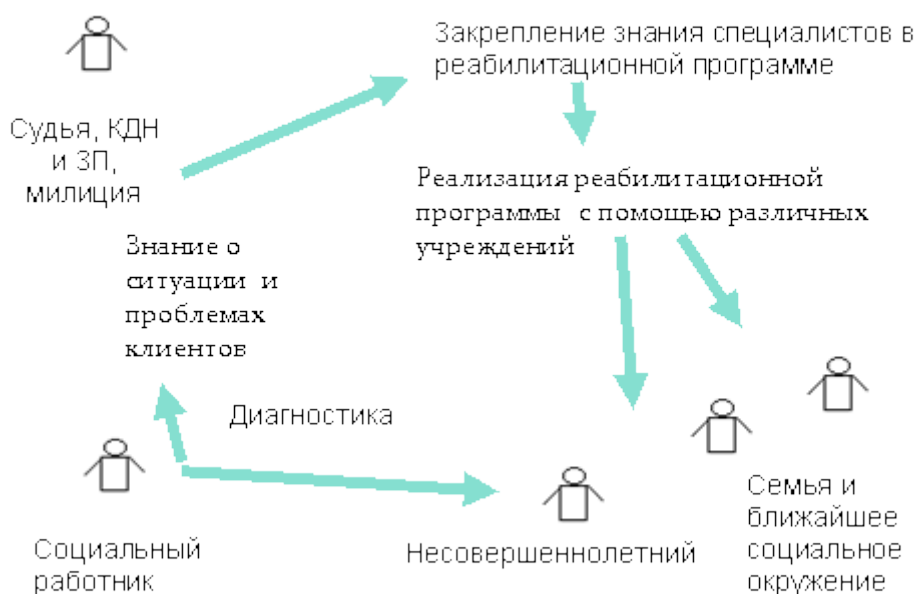 Закрепление знания специалистов в
реабилитационной программе
Судья, КДН
и ЗП,
милиция
Реализация реабилитационной
программы с помощью различных
учреждений
Знание о
ситуации и
проблемах
клиентов
Диагностика
Социальный
работник
Несовершеннолетний
Семья и
ближайшее
социальное
окружение